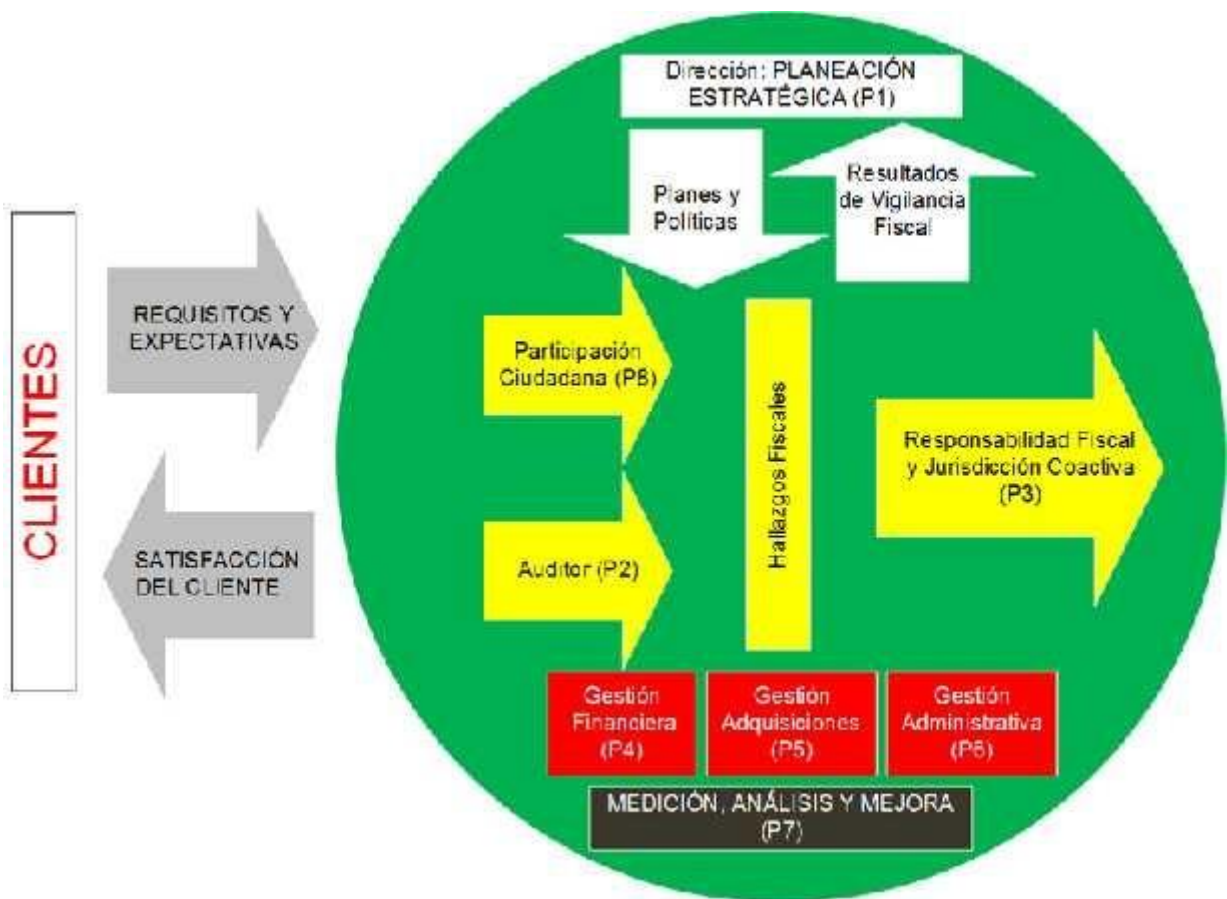 Dirección: PLANEACIÓN
ESTRATÉGICA (P1)
Planes y
Políticas
Resultados
de Vigilancia
Fiscal
CLIENTES
REQUISITOS Y
EXPECTATIVAS
Participación
Ciudadana (P8)
Hallazgos Fiscales
Responsabilidad Fiscal
y Jurisdicción Coactiva
(P3)
SATISFACCIÓN
DEL CLIENTE
Auditor (P2)
Gestión
Financiera
(P4)
Gestión
Adquisiciones
(P5)
Gestión
Administrativa
(P6)
MEDICIÓN, ANÁLISIS Y MEJORA
(P7)